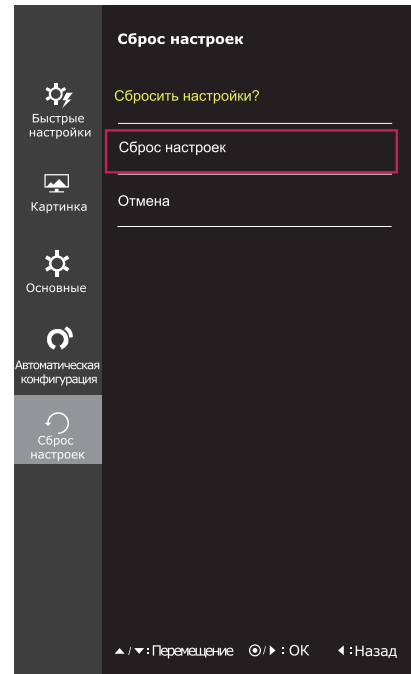 Сброс настроек
Сбросить настройки?
Сброс настроек
Отмена
Быстрые
настройки
Картинка
Основные
Автоматическая
конфигурация
Сброс
настроек
▲/▼:Перемещение ⦿/▶:OK ◀:Назад